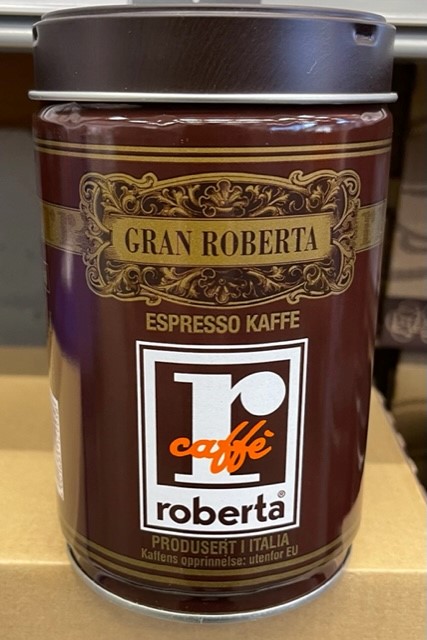 GRAN ROBERTA
ESPRESSO KAFFE
r
caffè
roberta®
PRODUSERT I ITALIA
Kaffens opprinnelse: utenfor EU